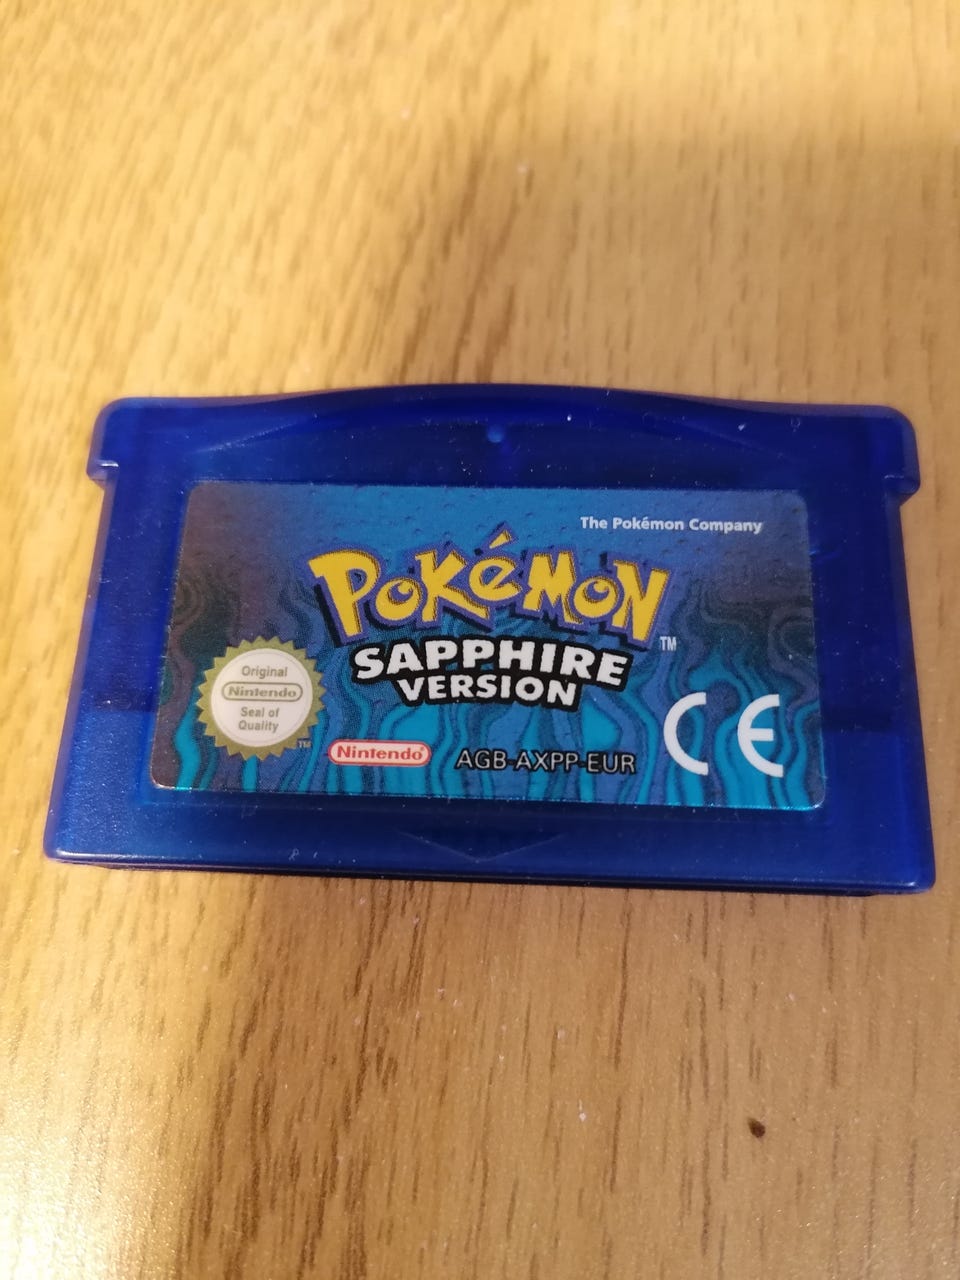 The Pokémon Company
POKéMON
TM
SAPPHIRE
VERSION
Original
Nintendo
Seal of
Quality
TM
Nintendo®
AGB-AXPP-EUR
CE